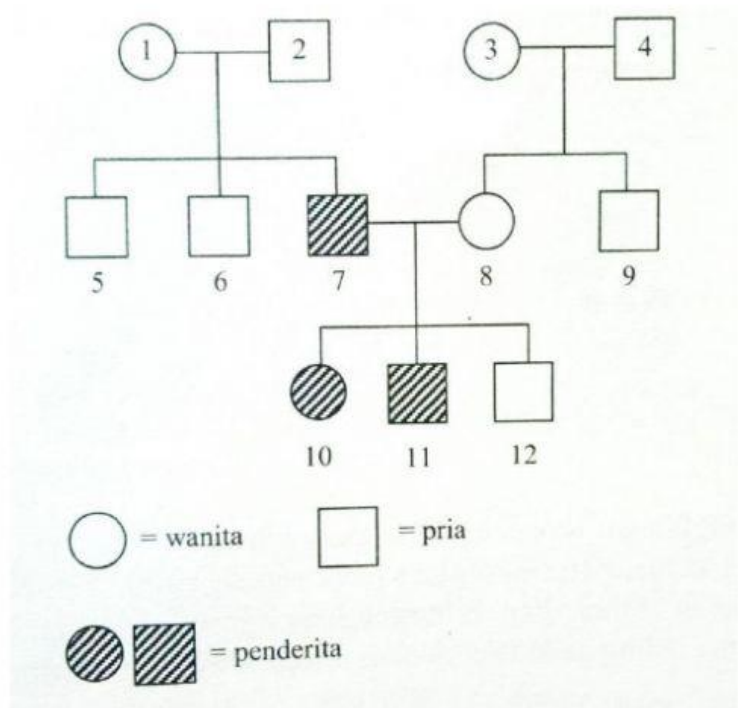 1 2 3 4
5 6 7 8 9
10 11 12
= wanita = pria
= penderita